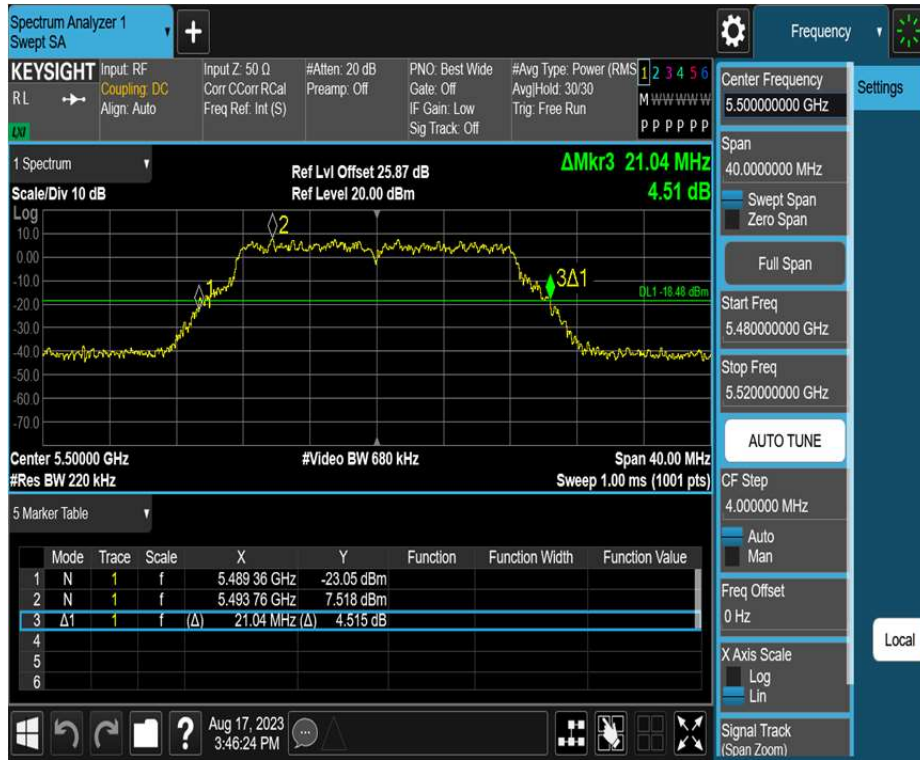 Spectrum Analyzer 1
Swept SA
+
Frequency
KEYSIGHT
RL
LXI
Input: RF
Coupling: DC
Align: Auto
Input Z: 50 Ω
Corr CCorr RCal
Freq Ref: Int (S)
#Atten: 20 dB
Preamp: Off
PNO: Best Wide
Gate: Off
IF Gain: Low
Sig Track: Off
#Avg Type: Power (RMS
Avg|Hold: 30/30
Trig: Free Run
1 2 3 4 5 6
M W W W W W
P P P P P P
1 Spectrum
Scale/Div 10 dB
Ref Lvl Offset 25.87 dB
Ref Level 20.00 dBm
ΔMkr3 21.04 MHz
4.51 dB
Log
10.0
0.00
-10.0
-20.0
-30.0
-40.0
-50.0
-60.0
-70.0
1
2
3Δ1
DL1 -18.48 dBm
Center 5.50000 GHz
#Res BW 220 kHz
#Video BW 680 kHz
Span 40.00 MHz
Sweep 1.00 ms (1001 pts)
5 Marker Table
Mode Trace Scale X Y Function Function Width Function Value
1 N 1 f 5.489 36 GHz -23.05 dBm
2 N 1 f 5.493 76 GHz 7.518 dBm
3 Δ1 1 f (Δ) 21.04 MHz (Δ) 4.515 dB
4
5
6
?
Aug 17, 2023
3:46:24 PM
Center Frequency
5.50000000 GHz
Span
40.0000000 MHz
Swept Span
Zero Span
Full Span
Start Freq
5.480000000 GHz
Stop Freq
5.520000000 GHz
AUTO TUNE
CF Step
4.000000 MHz
Auto
Man
Freq Offset
0 Hz
X Axis Scale
Log
Lin
Signal Track
(Span Zoom)
Settings
Local